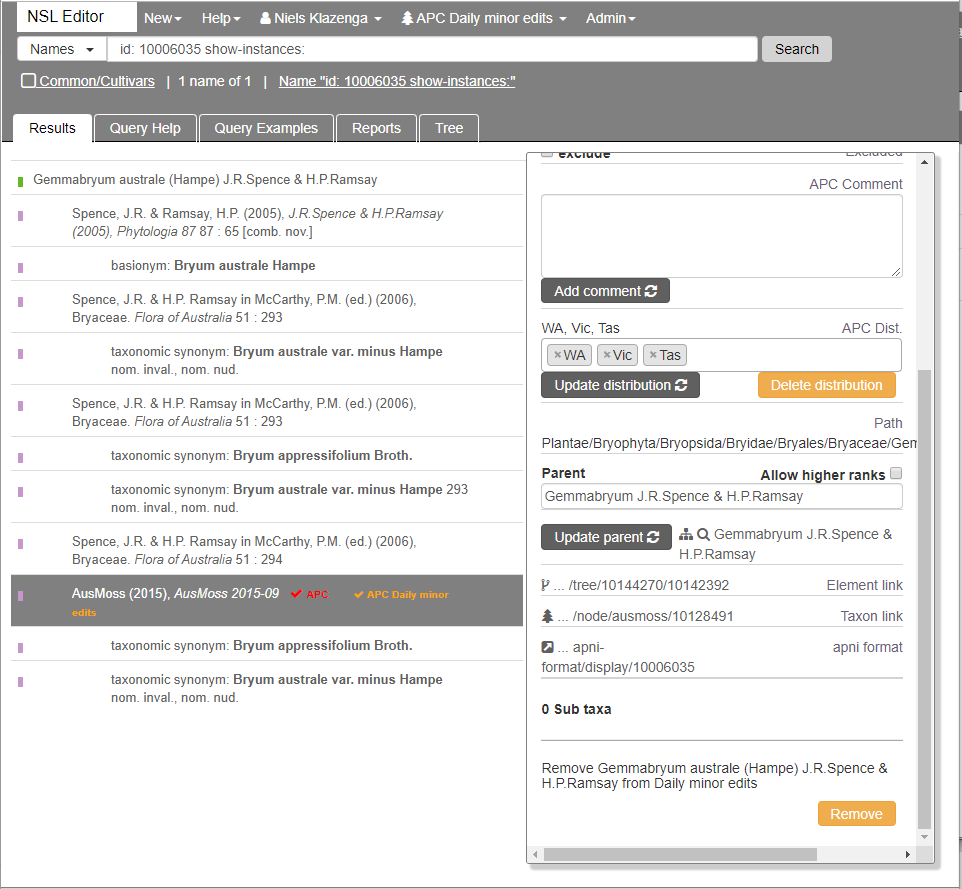 NSL Editor New Help Niels Klazenga APC Daily minor edits Admin
Names id: 10006035 show-instances: Search
Common/Cultivars | 1 name of 1 | Name "id: 10006035 show-instances:"
Results Query Help Query Examples Reports Tree
Gemmabryum australe (Hampe) J.R.Spence & H.P.Ramsay
Spence, J.R. & Ramsay, H.P. (2005), J.R.Spence & H.P.Ramsay
(2005), Phytologia 87 87 : 65 [comb. nov.]
basionym: Bryum australe Hampe
Spence, J.R. & H.P. Ramsay in McCarthy, P.M. (ed.) (2006),
Bryaceae. Flora of Australia 51 : 293
taxonomic synonym: Bryum australe var. minus Hampe
nom. inval., nom. nud.
Spence, J.R. & H.P. Ramsay in McCarthy, P.M. (ed.) (2006),
Bryaceae. Flora of Australia 51 : 293
taxonomic synonym: Bryum appressifolium Broth.
taxonomic synonym: Bryum australe var. minus Hampe 293
nom. inval., nom. nud.
Spence, J.R. & H.P. Ramsay in McCarthy, P.M. (ed.) (2006),
Bryaceae. Flora of Australia 51 : 294
AusMoss (2015), AusMoss 2015-09 APC APC Daily minor
edits
taxonomic synonym: Bryum appressifolium Broth.
taxonomic synonym: Bryum australe var. minus Hampe
nom. inval., nom. nud.
exclude Excluded
APC Comment
Add comment
WA, Vic, Tas APC Dist.
×WA ×Vic ×Tas
Update distribution Delete distribution
Path
Plantae/Bryophyta/Bryopsida/Bryidae/Bryales/Bryaceae/Gem
Parent Allow higher ranks
Gemmabryum J.R.Spence & H.P.Ramsay
Update parent Gemmabryum J.R.Spence &
H.P.Ramsay
... /tree/10144270/10142392 Element link
... /node/ausmoss/10128491 Taxon link
... apni- apni format
format/display/10006035
0 Sub taxa
Remove Gemmabryum australe (Hampe) J.R.Spence &
H.P.Ramsay from Daily minor edits
Remove